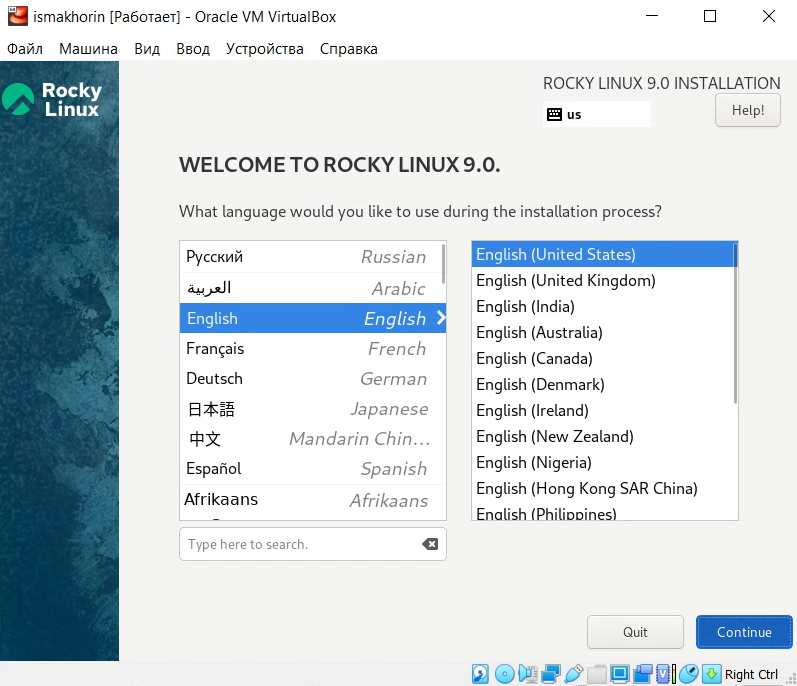 ismakhorin [Работает] - Oracle VM VirtualBox
Файл Машина Вид Ввод Устройства Справка
Rocky
Linux
ROCKY LINUX 9.0 INSTALLATION
us
Help!
WELCOME TO ROCKY LINUX 9.0.
What language would you like to use during the installation process?
Русский Russian
العربية Arabic
English English
Français French
Deutsch German
日本語 Japanese
中文 Mandarin Chin...
Español Spanish
Afrikaans Afrikaans
Type here to search.
English (United States)
English (United Kingdom)
English (India)
English (Australia)
English (Canada)
English (Denmark)
English (Ireland)
English (New Zealand)
English (Nigeria)
English (Hong Kong SAR China)
English (Philippines)
Quit
Continue
Right Ctrl